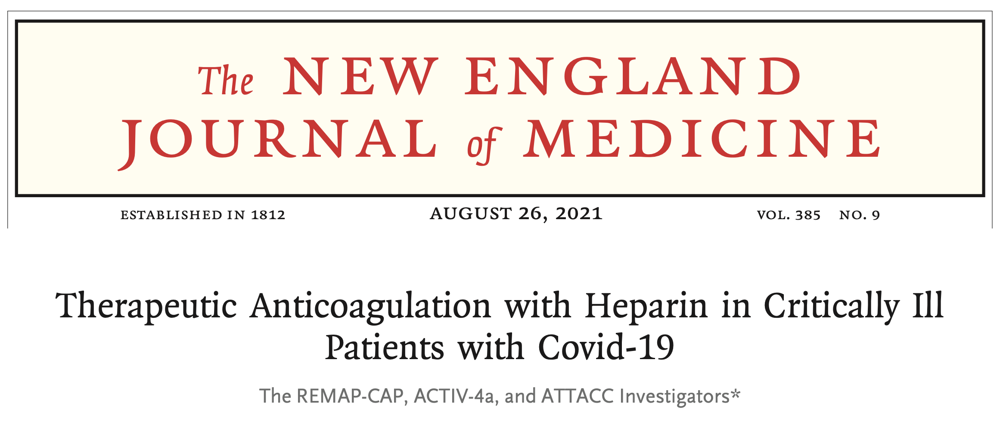 The NEW ENGLAND
JOURNAL of MEDICINE
ESTABLISHED IN 1812 AUGUST 26, 2021 VOL. 385 NO. 9
Therapeutic Anticoagulation with Heparin in Critically Ill
Patients with Covid-19
The REMAP-CAP, ACTIV-4a, and ATTACC Investigators*